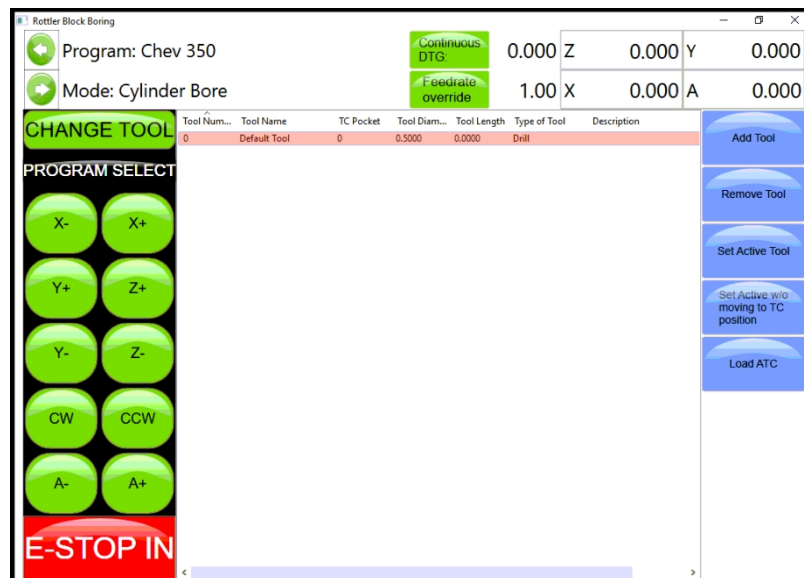 Rottler Block Boring
Program: Chev 350
Continuous
DTG:
0.000 Z 0.000 Y 0.000
Mode: Cylinder Bore
Feedrate
override
1.00 X 0.000 A 0.000
CHANGE TOOL
PROGRAM SELECT
X- X+
Y+ Z+
Y- Z-
CW CCW
A- A+
E-STOP IN
Tool Num... Tool Name TC Pocket Tool Diam... Tool Length Type of Tool Description
0 Default Tool 0 0.5000 0.0000 Drill
Add Tool
Remove Tool
Set Active Tool
Set Active w/o
moving to TC
position
Load ATC